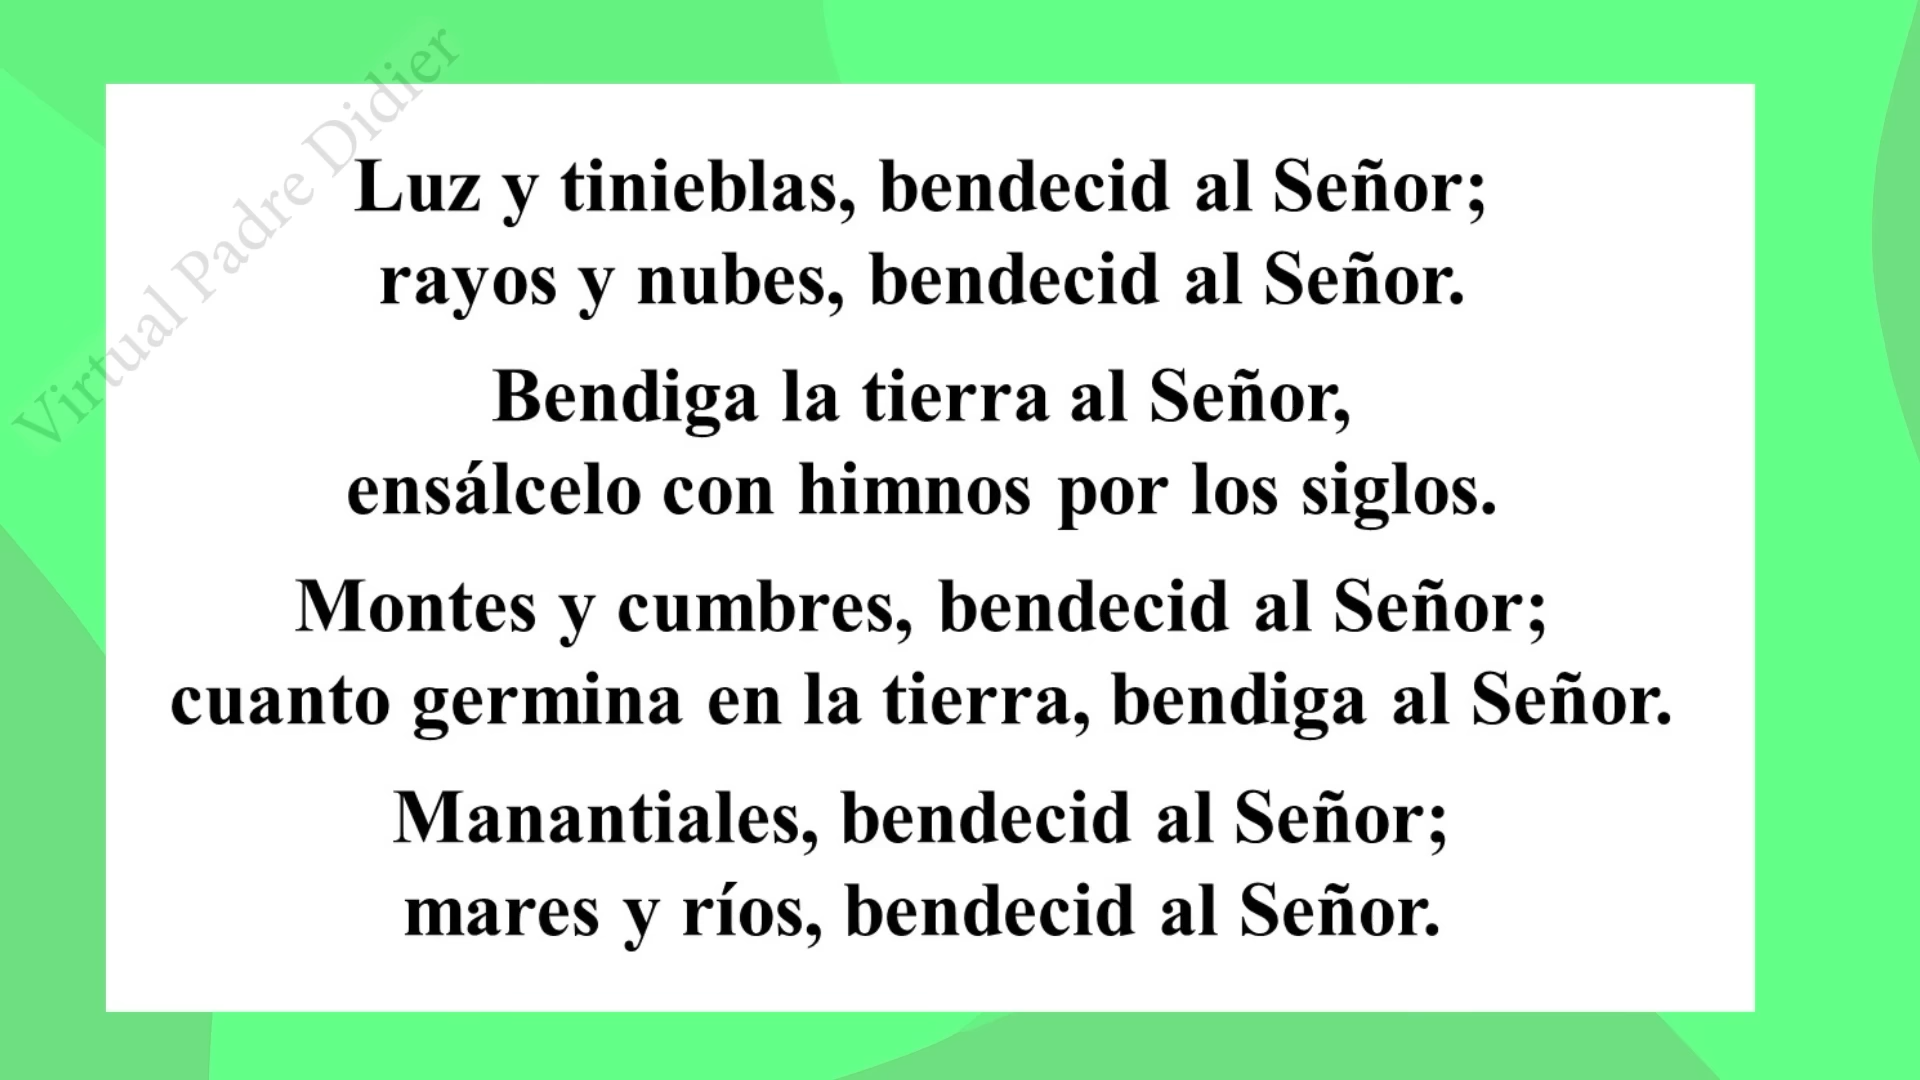 Virtual Padre Didier
Luz y tinieblas, bendecid al Señor;
rayos y nubes, bendecid al Señor.
Bendiga la tierra al Señor,
ensálcelo con himnos por los siglos.
Montes y cumbres, bendecid al Señor;
cuanto germina en la tierra, bendiga al Señor.
Manantiales, bendecid al Señor;
mares y ríos, bendecid al Señor.